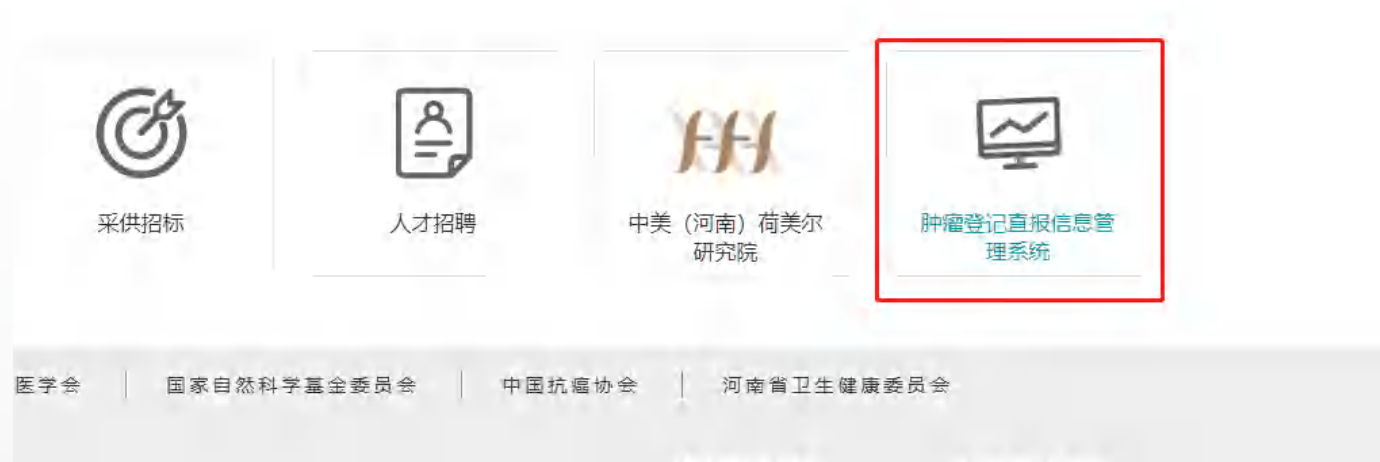 采供招标
人才招聘
中美（河南）荷美尔
研究院
肿瘤登记直报信息管
理系统
医学会 | 国家自然科学基金委员会 | 中国抗癌协会 | 河南省卫生健康委员会